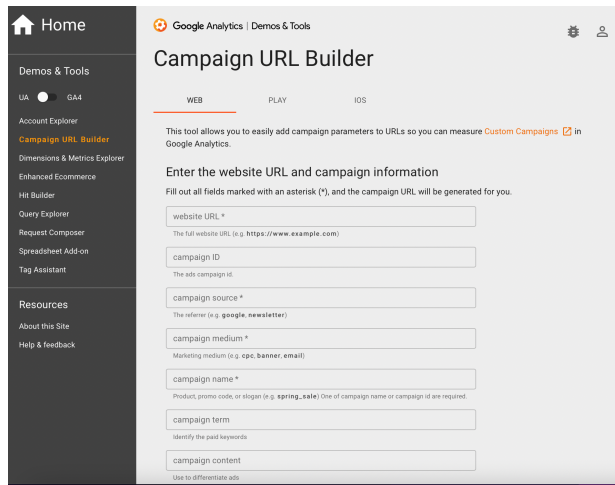 Home
Demos & Tools
UA GA4
Account Explorer
Campaign URL Builder
Dimensions & Metrics Explorer
Enhanced Ecommerce
Hit Builder
Query Explorer
Request Composer
Spreadsheet Add-on
Tag Assistant
Resources
About this Site
Help & feedback
Google Analytics | Demos & Tools
Campaign URL Builder
WEB PLAY IOS
This tool allows you to easily add campaign parameters to URLs so you can measure Custom Campaigns in
Google Analytics.
Enter the website URL and campaign information
Fill out all fields marked with an asterisk (*), and the campaign URL will be generated for you.
website URL *
The full website URL (e.g. https://www.example.com)
campaign ID
The ads campaign id.
campaign source *
The referrer (e.g. google, newsletter)
campaign medium *
Marketing medium (e.g. cpc, banner, email)
campaign name *
Product, promo code, or slogan (e.g. spring_sale) One of campaign name or campaign id are required.
campaign term
Identify the paid keywords
campaign content
Use to differentiate ads